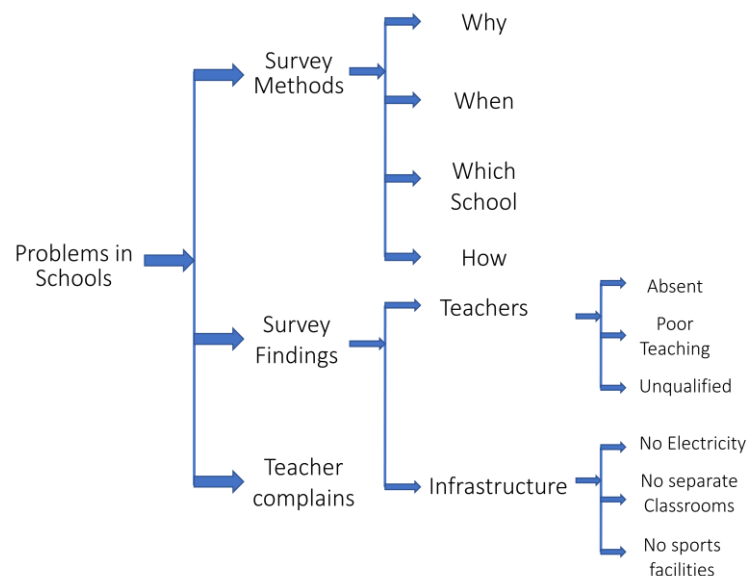 Problems in
Schools
Survey
Methods
Why
When
Which
School
How
Survey
Findings
Teachers
Absent
Poor
Teaching
Unqualified
Infrastructure
No Electricity
No separate
Classrooms
No sports
facilities
Teacher
complains